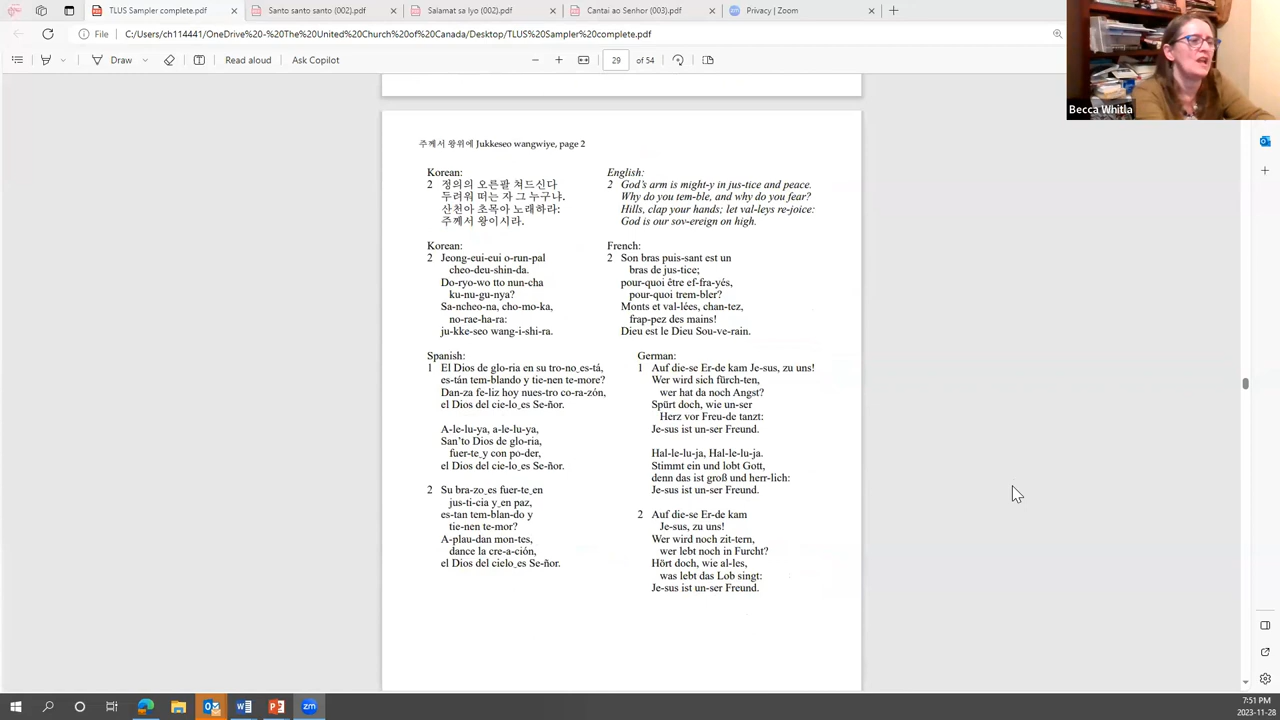 TLUS Sampler complete.pdf
Santo santo santo (002).pdf
Salamat sa Iyo (002).pdf
Cantai ao Senhor (003).pdf
Privacy | Zoom
File
C:/Users/ch114441/OneDrive%20-%20The%20United%20Church%20of%20Canada/Desktop/TLUS%20Sampler%20complete.pdf
Draw
Read aloud
Ask Copilot
29 of 54
Becca Whitla
주께서 왕위에 Jukkeseo wangwiye, page 2
Korean:
2 정의의 오른팔 쳐드신다
두려워 떠는 자 그 누구냐.
산천아 초목아 노래하라:
주께서 왕이시라.
English:
2 God's arm is might-y in jus-tice and peace.
Why do you tem-ble, and why do you fear?
Hills, clap your hands; let val-leys re-joice:
God is our sov-ereign on high.
Korean:
2 Jeong-eui-eui o-run-pal
cheo-deu-shin-da.
Do-ryo-wo tto nun-cha
ku-nu-gu-nya?
Sa-ncheo-na, cho-mo-ka,
no-rae-ha-ra:
ju-kke-seo wang-i-shi-ra.
French:
2 Son bras puis-sant est un
bras de jus-tice;
pour-quoi être ef-fra-yés,
pour-quoi trem-bler?
Monts et val-lées, chan-tez,
frap-pez des mains!
Dieu est le Dieu Sou-ve-rain.
Spanish:
1 El Dios de glo-ria en su tro-no_es-tá,
es-tán tem-blando y tie-nen te-more?
Dan-za fe-liz hoy nues-tro co-ra-zón,
el Dios del cie-lo_es Se-ñor.
A-le-lu-ya, a-le-lu-ya,
San'to Dios de glo-ria,
fuer-te_y con po-der,
el Dios del cie-lo_es Se-ñor.
2 Su bra-zo_es fuer-te_en
jus-ti-cia y_en paz,
es-tan tem-blan-do y
tie-nen te-mor?
A-plau-dan mon-tes,
dance la cre-a-ción,
el Dios del cielo_es Se-ñor.
German:
1 Auf die-se Er-de kam Je-sus, zu uns!
Wer wird sich fürch-ten,
wer hat da noch Angst?
Spürt doch, wie un-ser
Herz vor Freu-de tanzt:
Je-sus ist un-ser Freund.
Hal-le-lu-ja, Hal-le-lu-ja.
Stimmt ein und lobt Gott,
denn das ist groß und herr-lich:
Je-sus ist un-ser Freund.
2 Auf die-se Er-de kam
Je-sus, zu uns!
Wer wird noch zit-tern,
wer lebt noch in Furcht?
Hört doch, wie al-les,
was lebt das Lob singt:
Je-sus ist un-ser Freund.
7:51 PM
2023-11-28